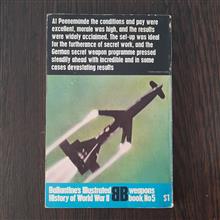 At Peenemünde the conditions and pay were
excellent, morale was high, and the results
were widely acclaimed. The set-up was ideal
for the furtherance of secret work, and the
German secret weapon programme pressed
steadily ahead with incredible and in some
cases devastating results
Ballantine's Illustrated
History of World War II
BB
weapons
book, No 5
$1